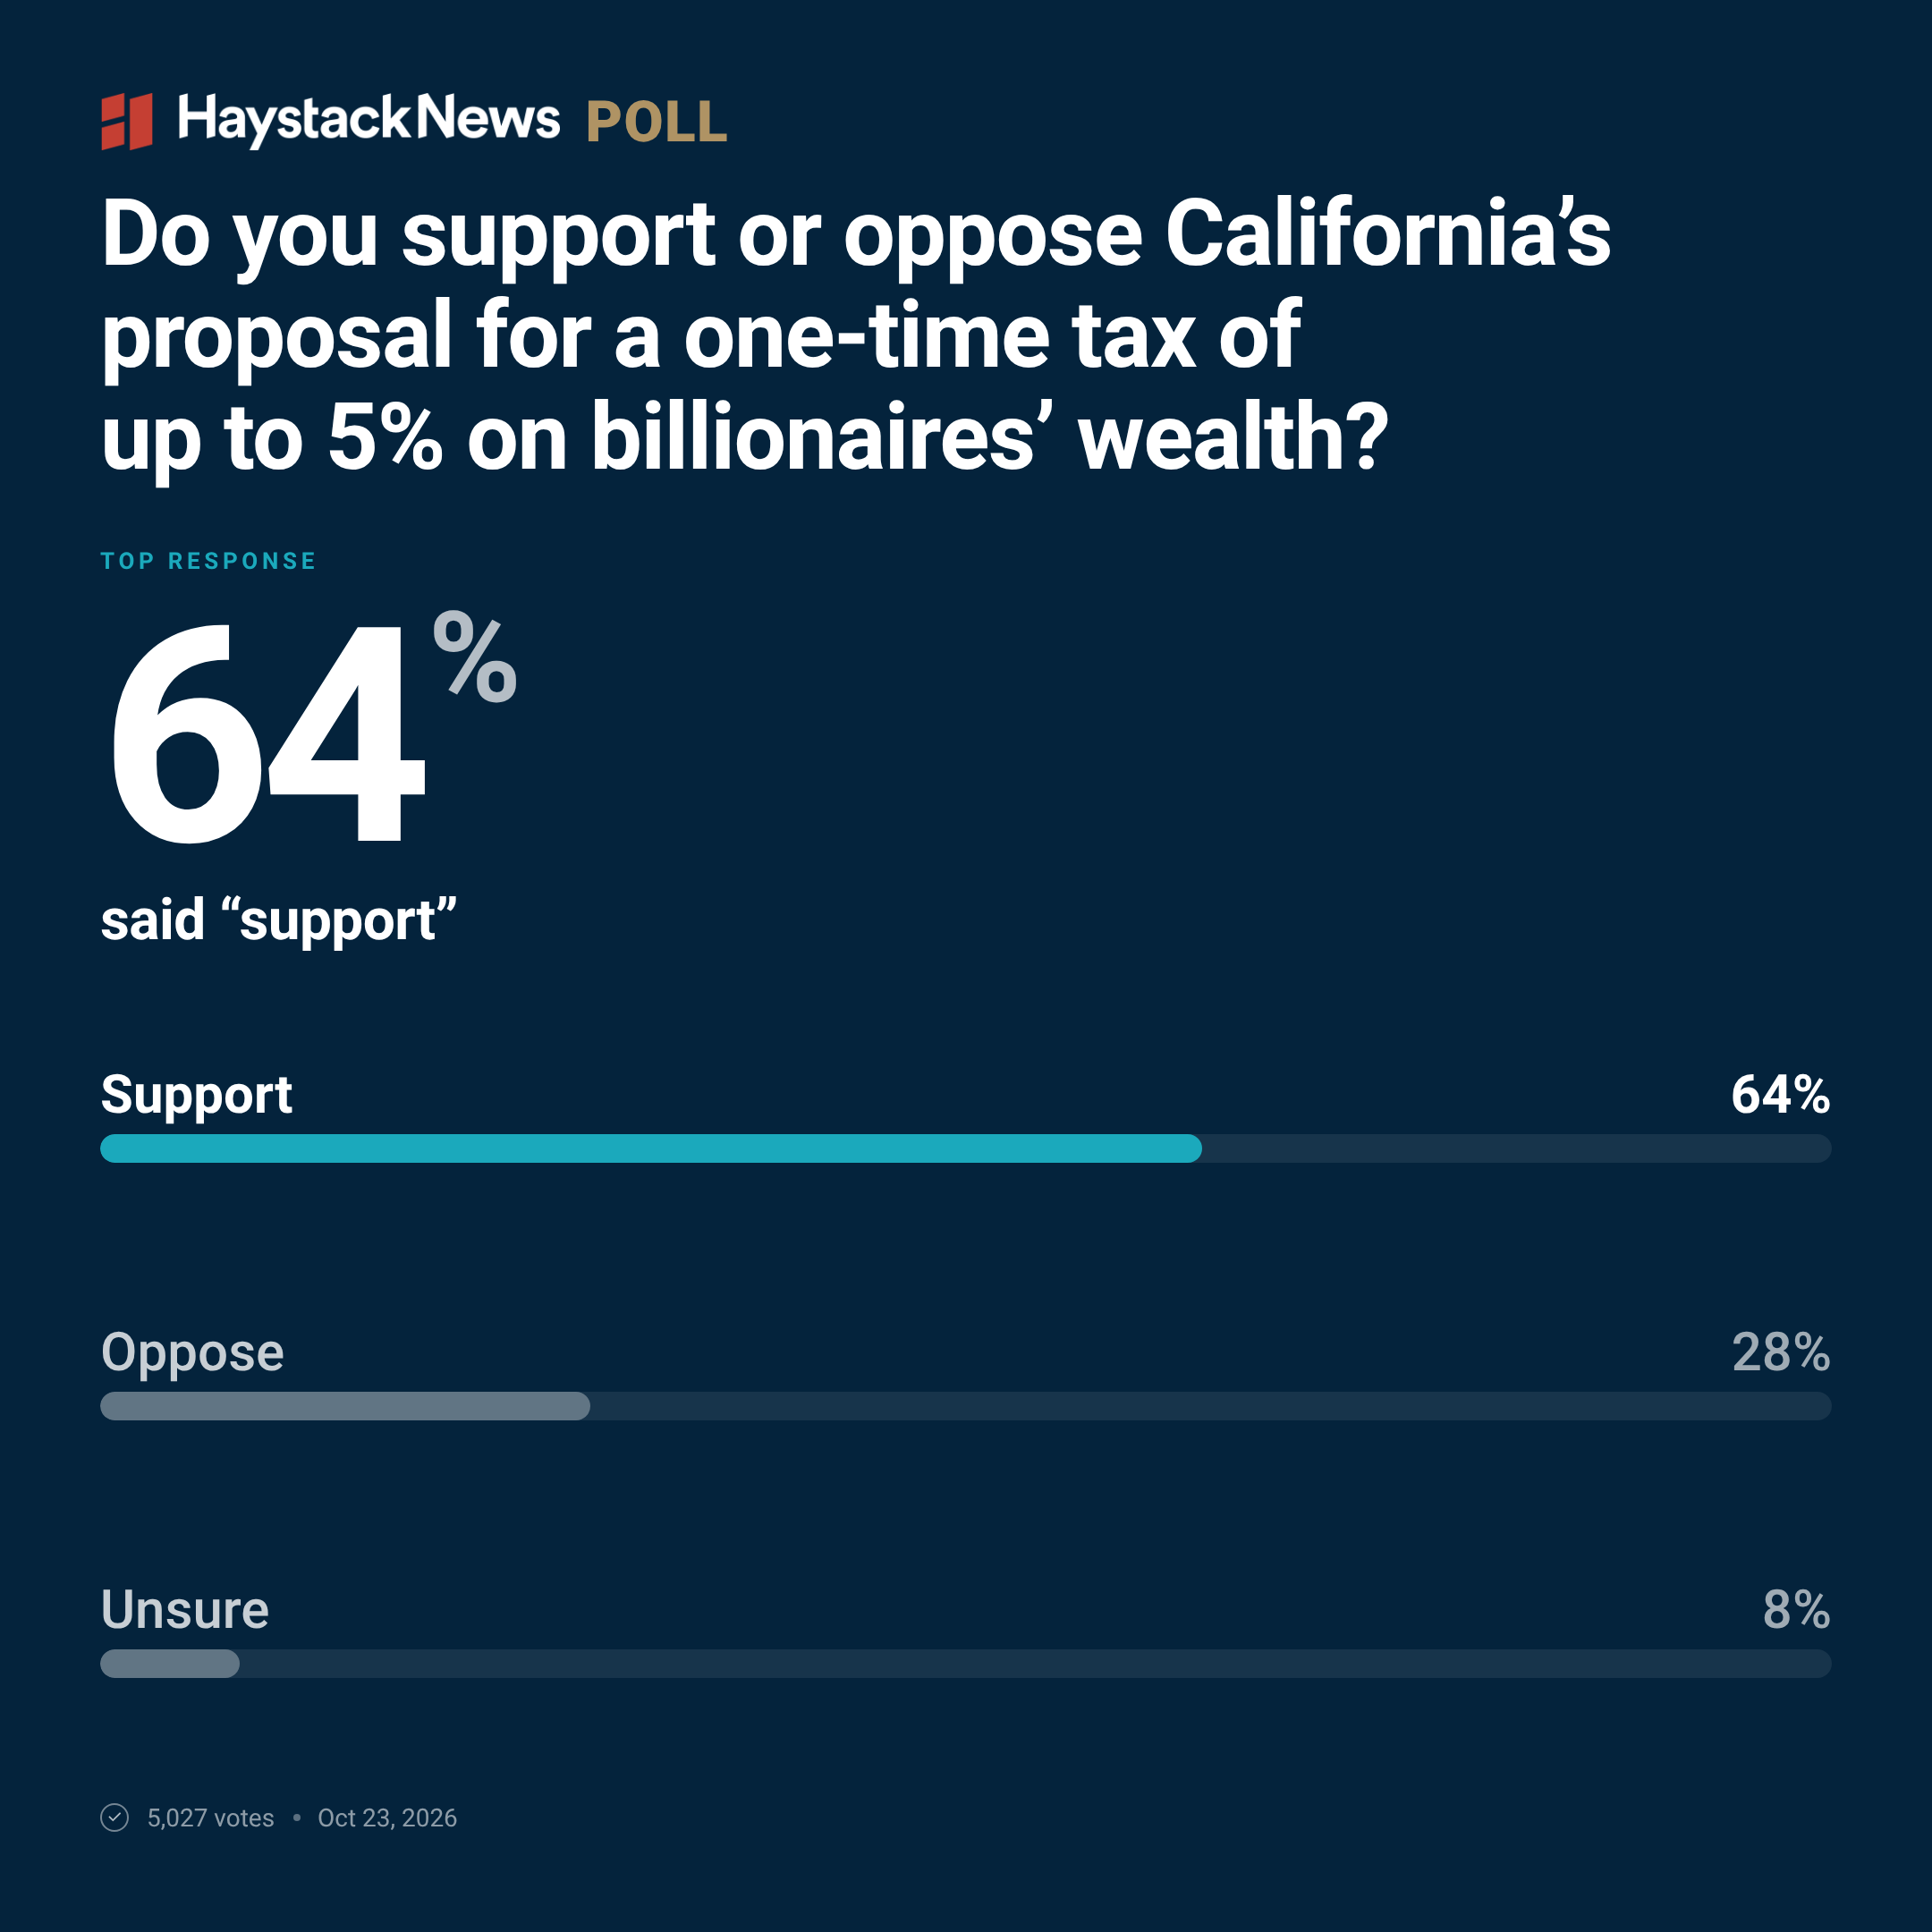 HaystackNews POLL
Do you support or oppose California’s
proposal for a one-time tax of
up to 5% on billionaires’ wealth?
TOP RESPONSE
64%
said “support”
Support 64%
Oppose 28%
Unsure 8%
5,027 votes • Oct 23, 2026